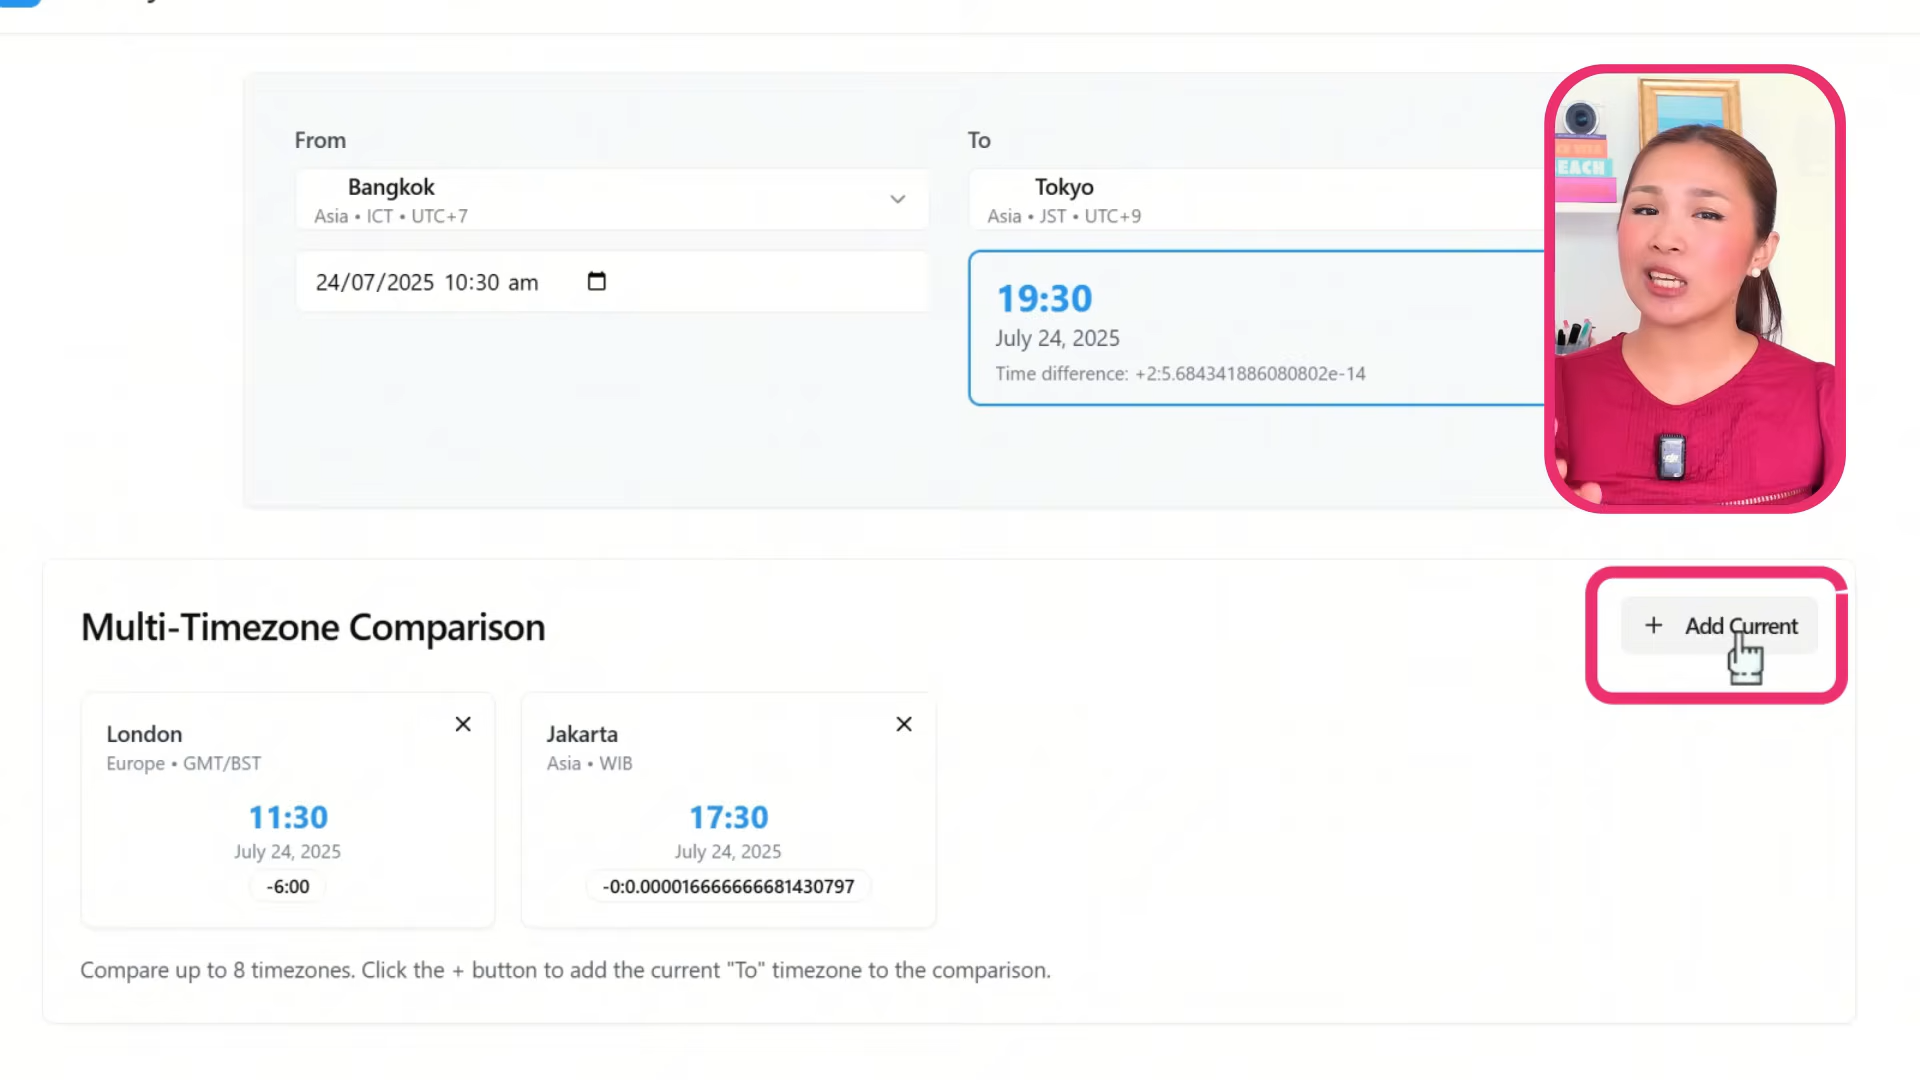 From
Bangkok
Asia • ICT • UTC+7
24/07/2025 10:30 am
To
Tokyo
Asia • JST • UTC+9
19:30
July 24, 2025
Time difference: +2:5.684341886080802e-14
EACH
Multi-Timezone Comparison
+ Add Current
London
Europe • GMT/BST
11:30
July 24, 2025
-6:00
Jakarta
Asia • WIB
17:30
July 24, 2025
-0:0.000016666666681430797
Compare up to 8 timezones. Click the + button to add the current "To" timezone to the comparison.